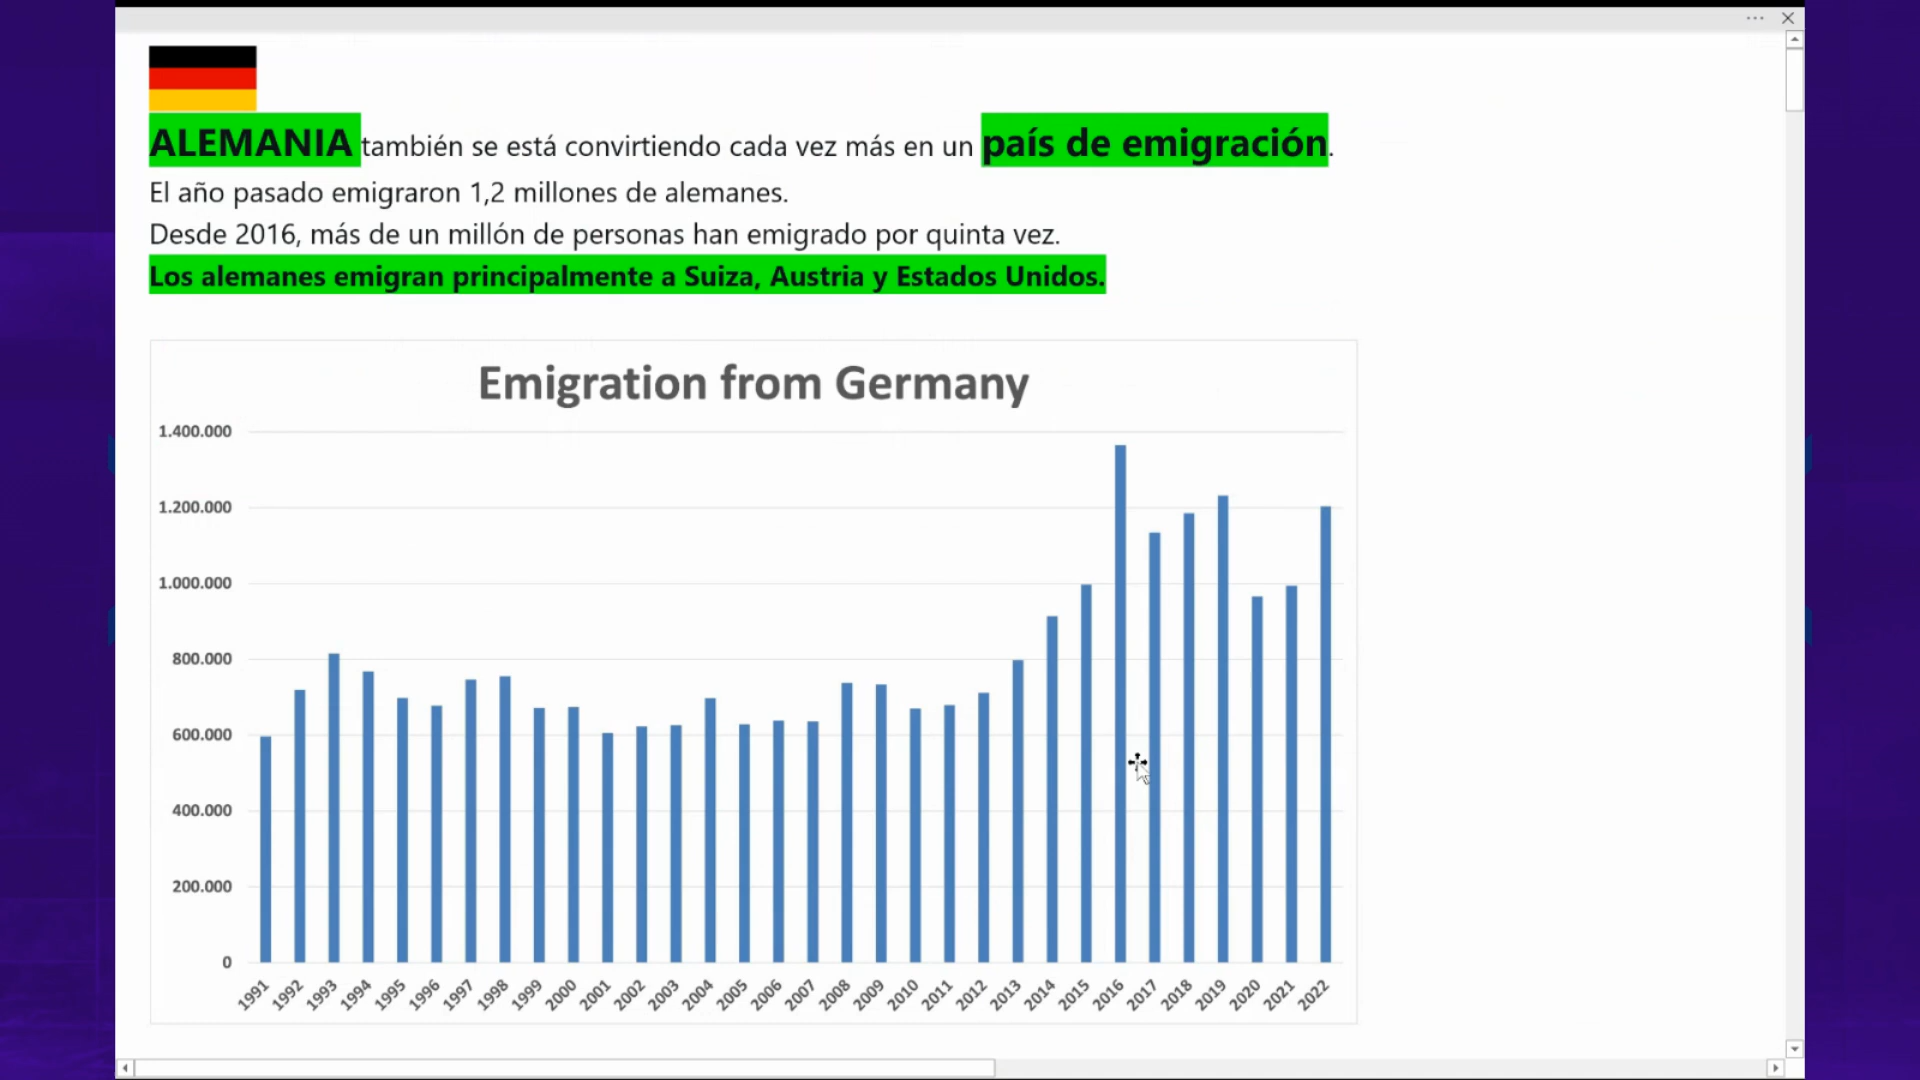 ALEMANIA también se está convirtiendo cada vez más en un país de emigración.
El año pasado emigraron 1,2 millones de alemanes.
Desde 2016, más de un millón de personas han emigrado por quinta vez.
Los alemanes emigran principalmente a Suiza, Austria y Estados Unidos.
Emigration from Germany
1.400.000
1.200.000
1.000.000
800.000
600.000
400.000
200.000
0
1991 1992 1993 1994 1995 1996 1997 1998 1999 2000 2001 2002 2003 2004 2005 2006 2007 2008 2009 2010 2011 2012 2013 2014 2015 2016 2017 2018 2019 2020 2021 2022